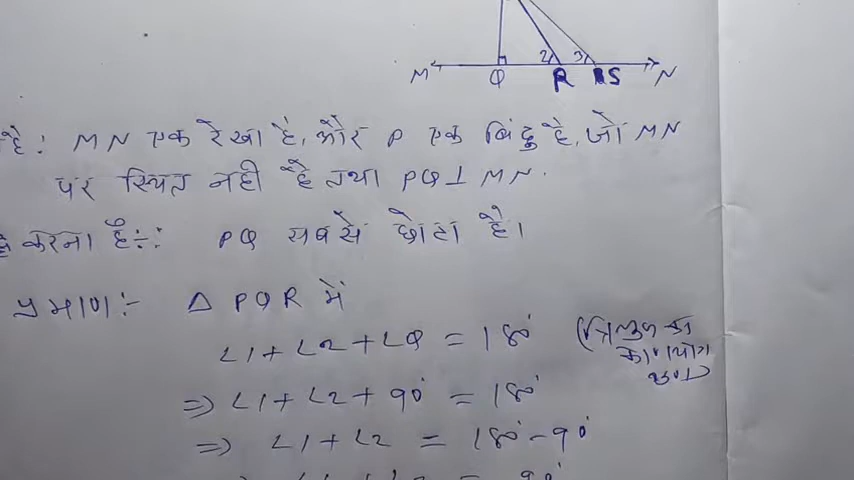 2 3
M Q R S N
है: MN एक रेखा है, और P एक बिंदु है, जो MN
पर स्थित नही है तथा PQ⊥ MN.
करना है÷: PQ सबसे छोटा है।
प्रमाण:- Δ PQR में
∠1+∠2+∠Q = 180° (त्रिभुज का
⇒ ∠1+∠2+90° = 180°
⇒ ∠1+∠2 = 180°-90°
90°